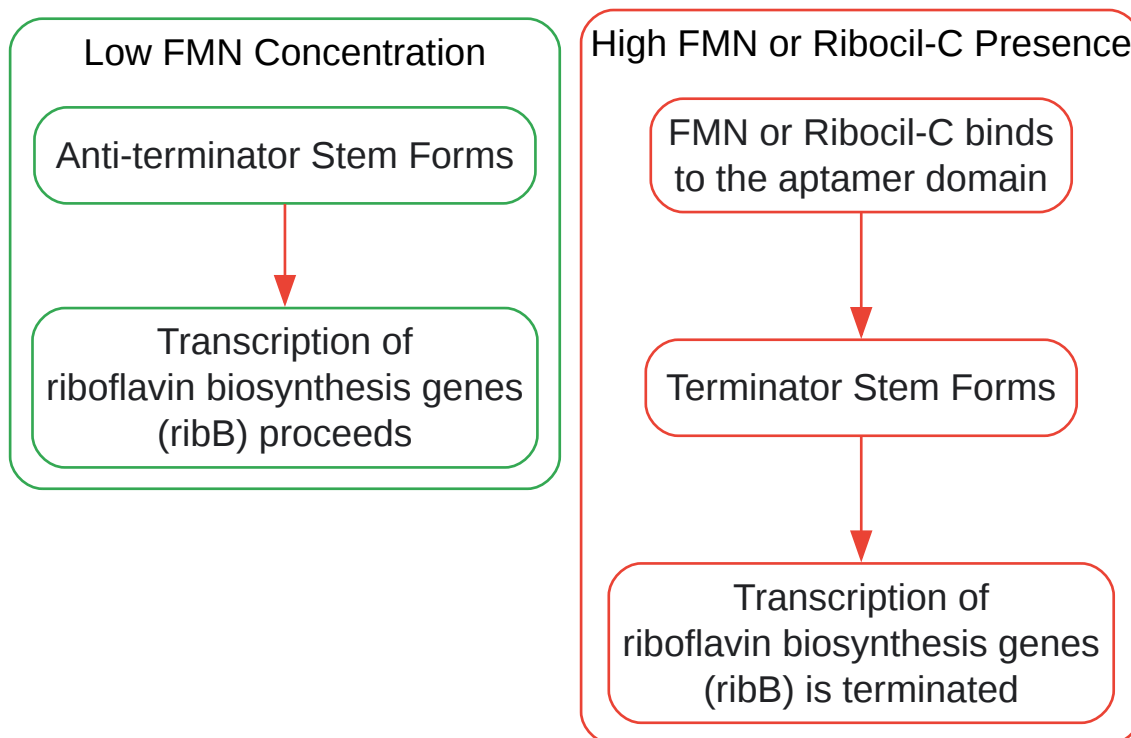 Low FMN Concentration
Anti-terminator Stem Forms
Transcription of
riboflavin biosynthesis genes
(ribB) proceeds
High FMN or Ribocil-C Presence
FMN or Ribocil-C binds
to the aptamer domain
Terminator Stem Forms
Transcription of
riboflavin biosynthesis genes
(ribB) is terminated